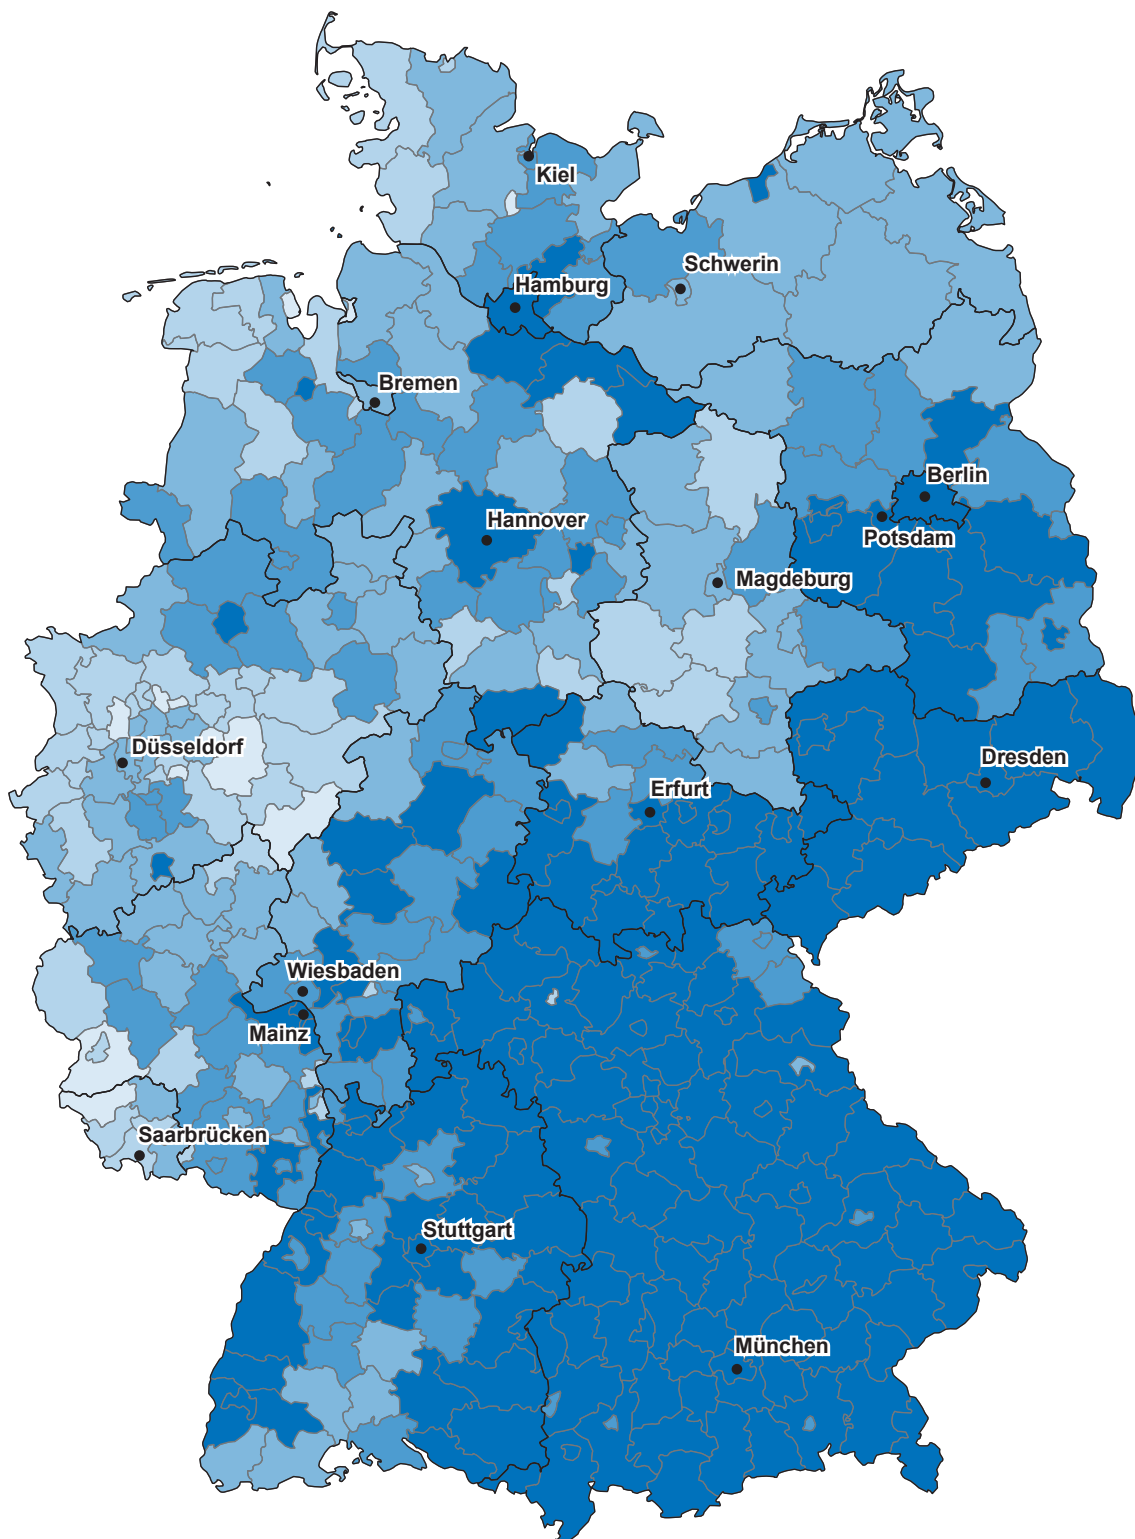 Kiel
Schwerin
Hamburg
Bremen
Berlin
Hannover
Potsdam
Magdeburg
Düsseldorf
Dresden
Erfurt
Wiesbaden
Mainz
Saarbrücken
Stuttgart
München